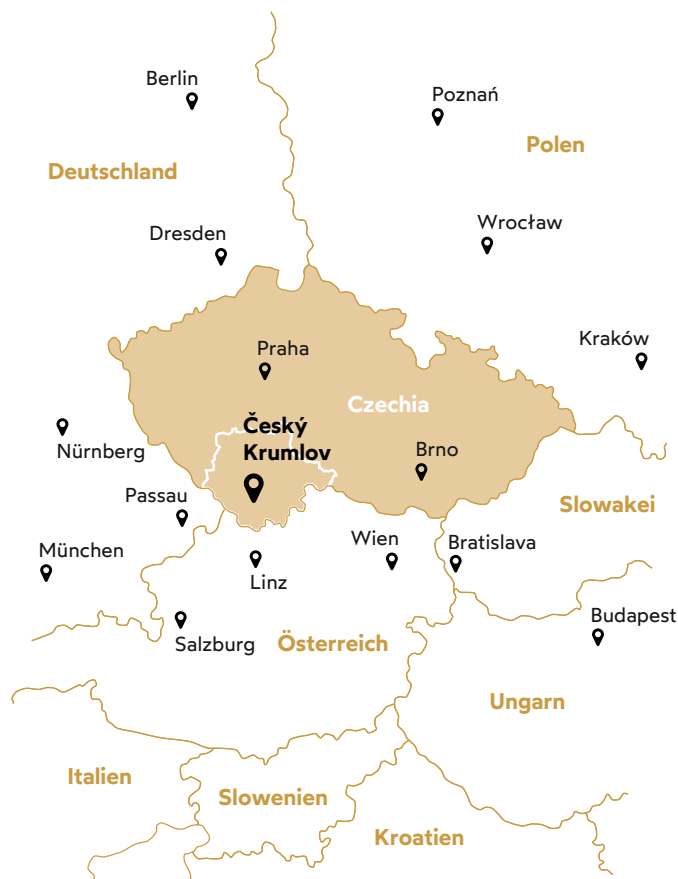 Berlin
Poznań
Polen
Deutschland
Wrocław
Dresden
Kraków
Praha
Czechia
Český
Krumlov
Nürnberg
Brno
Passau
Slowakei
Wien
Bratislava
München
Linz
Budapest
Salzburg
Österreich
Ungarn
Italien
Slowenien
Kroatien